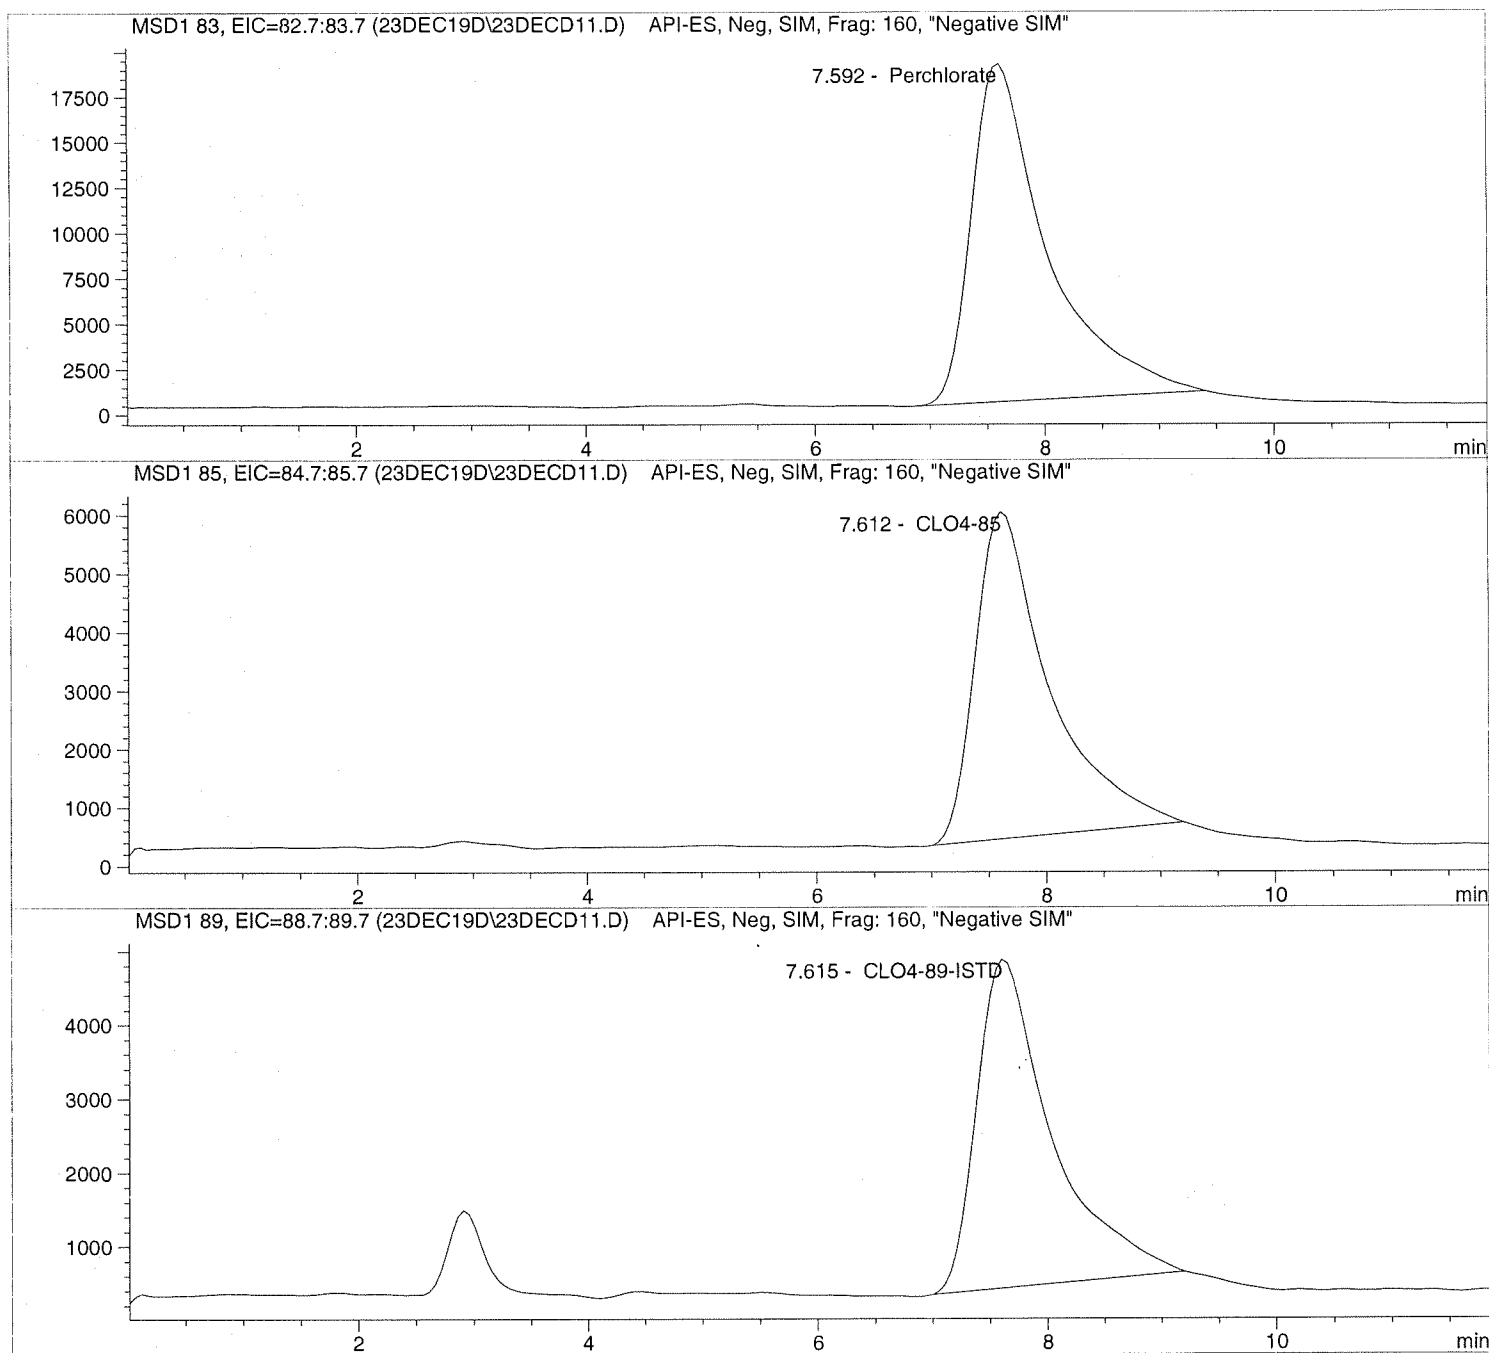 MSD1 83, EIC=82.7:83.7 (23DEC19D\23DECD11.D) API-ES, Neg, SIM, Frag: 160, "Negative SIM"
7.592 - Perchlorate
17500
15000
12500
10000
7500
5000
2500
0
2 4 6 8 10 min
MSD1 85, EIC=84.7:85.7 (23DEC19D\23DECD11.D) API-ES, Neg, SIM, Frag: 160, "Negative SIM"
7.612 - CLO4-85
6000
5000
4000
3000
2000
1000
0
2 4 6 8 10 min
MSD1 89, EIC=88.7:89.7 (23DEC19D\23DECD11.D) API-ES, Neg, SIM, Frag: 160, "Negative SIM"
7.615 - CLO4-89-ISTD
4000
3000
2000
1000
2 4 6 8 10 min